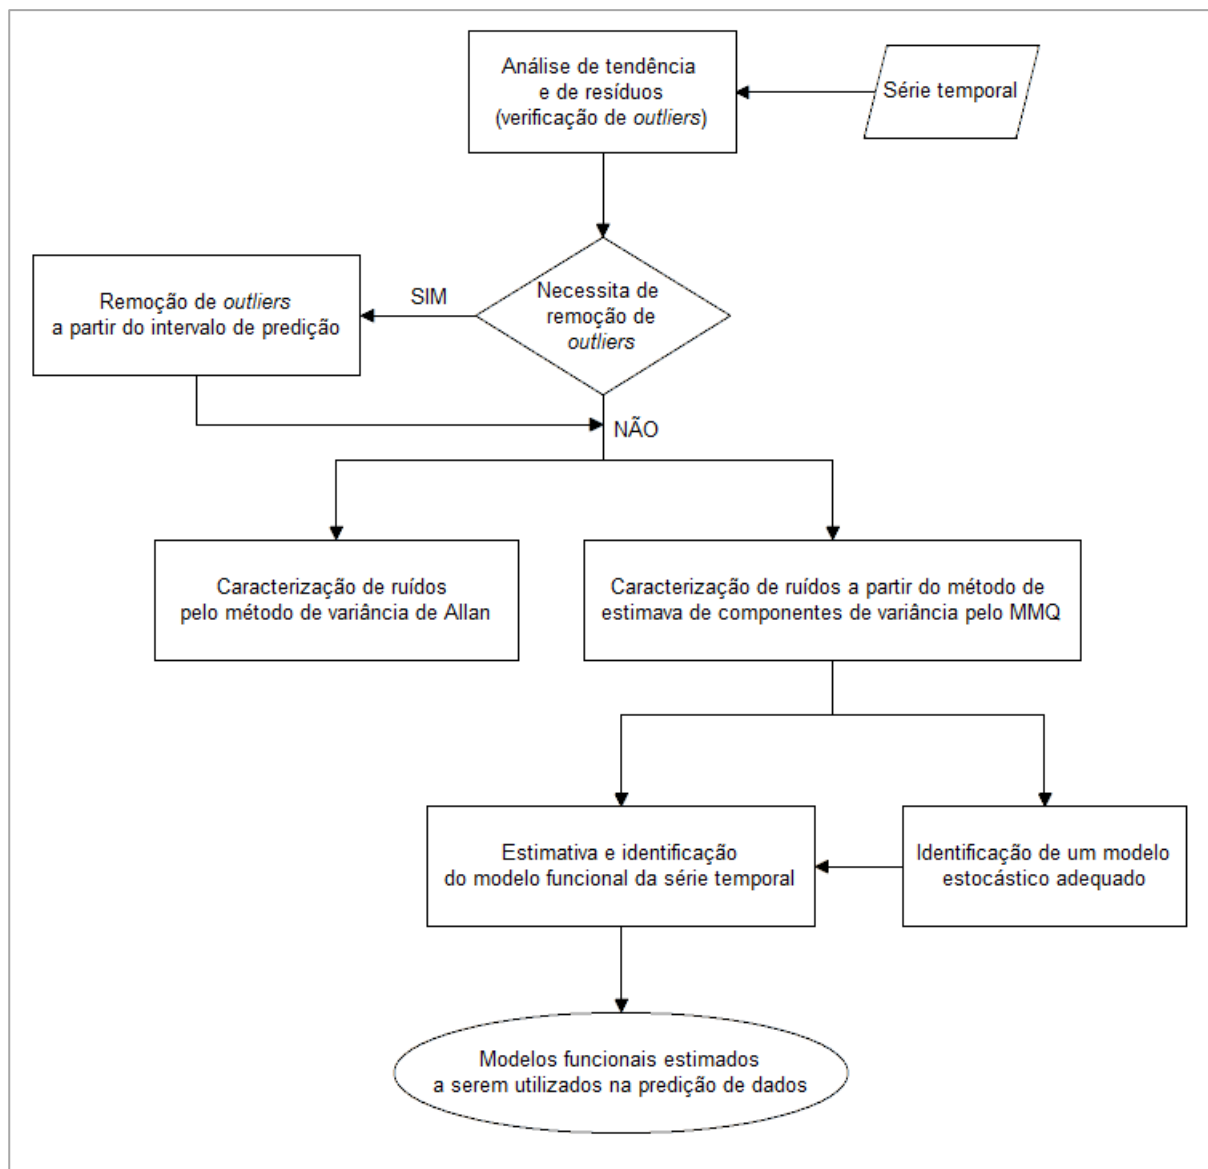 Análise de tendência
e de resíduos
(verificação de outliers)
Série temporal
Necessita de
remoção de
outliers
SIM
Remoção de outliers
a partir do intervalo de predição
NÃO
Caracterização de ruídos
pelo método de variância de Allan
Caracterização de ruídos a partir do método de
estimava de componentes de variância pelo MMQ
Estimativa e identificação
do modelo funcional da série temporal
Identificação de um modelo
estocástico adequado
Modelos funcionais estimados
a serem utilizados na predição de dados